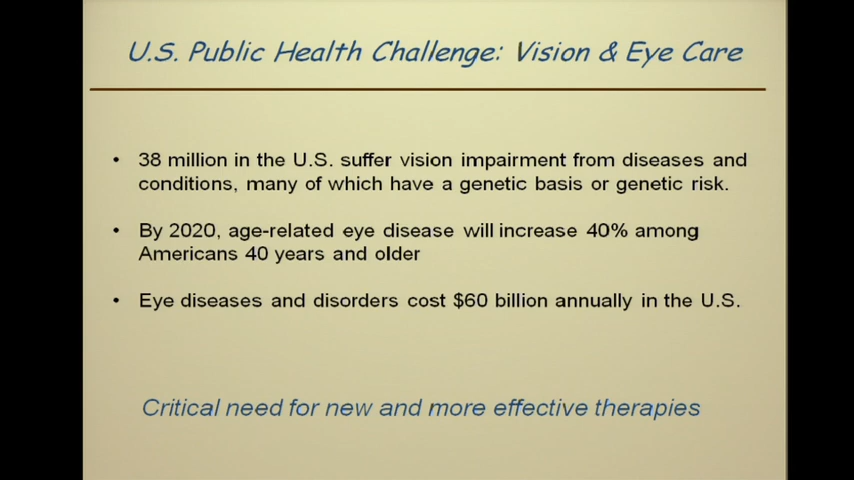 U.S. Public Health Challenge: Vision & Eye Care
• 38 million in the U.S. suffer vision impairment from diseases and
conditions, many of which have a genetic basis or genetic risk.
• By 2020, age-related eye disease will increase 40% among
Americans 40 years and older
• Eye diseases and disorders cost $60 billion annually in the U.S.
Critical need for new and more effective therapies